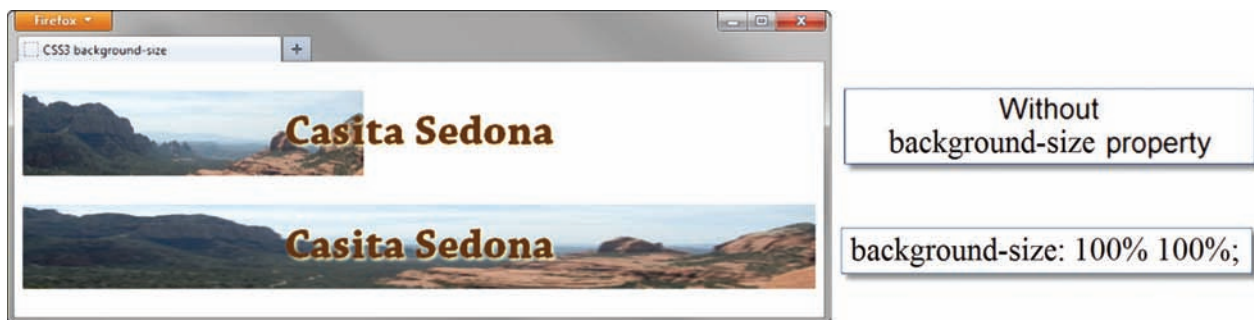 Firefox
CSS3 background-size
Casita Sedona
Without
background-size property
Casita Sedona
background-size: 100% 100%;